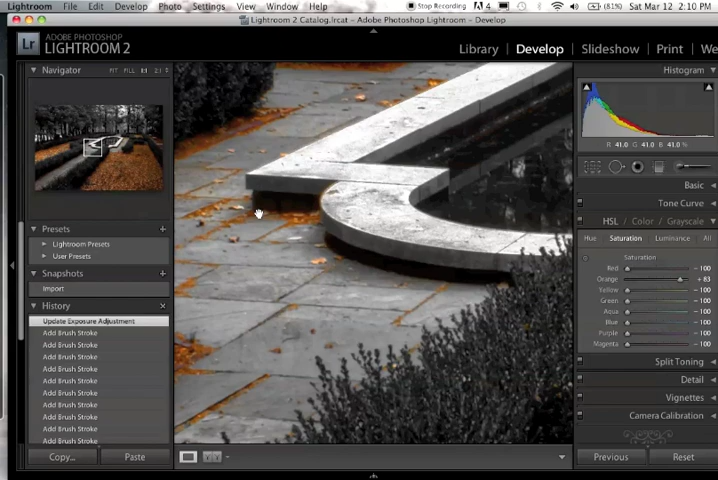 Lightroom File Edit Develop Photo Settings View Window Help Stop Recording 4 (81%) Sat Mar 12 2:10 PM
Lightroom 2 Catalog.lrcat – Adobe Photoshop Lightroom – Develop
Lr ADOBE PHOTOSHOP
LIGHTROOM 2
Library | Develop | Slideshow | Print | We
Navigator FIT FILL 1:1 2:1
Histogram
R 41.0 G 41.0 B 41.0 %
Basic
Tone Curve
HSL / Color / Grayscale
Hue Saturation Luminance All
Saturation
Red - 100
Orange + 83
Yellow - 100
Green - 100
Aqua - 100
Blue - 100
Purple - 100
Magenta - 100
Split Toning
Detail
Vignettes
Camera Calibration
Previous Reset
Presets
Lightroom Presets
User Presets
Snapshots
Import
History
Update Exposure Adjustment
Add Brush Stroke
Add Brush Stroke
Add Brush Stroke
Add Brush Stroke
Add Brush Stroke
Add Brush Stroke
Add Brush Stroke
Add Brush Stroke
Add Brush Stroke
Add Brush Stroke
Copy... Paste